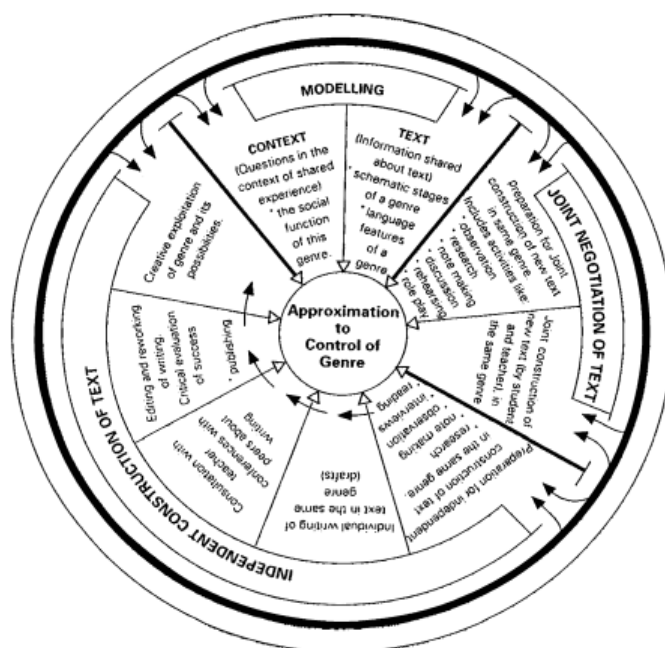 MODELLING
CONTEXT
(Questions in the
context of shared
experience)
* the social
function of
this genre.
TEXT
(Information shared
about text)
* schematic stages
of a genre
* language
features
of a
genre
JOINT NEGOTIATION OF TEXT
preparation for Joint
construction of new text
in same genre.
Includes activities like:
* observation
* research
* note making
* discussion
* rehearsing
* role play
Joint construction of
new text (by student
and teacher), in
the same genre
INDEPENDENT CONSTRUCTION OF TEXT
Preparation for independent
construction of text
in the same genre.
* research
* note making
* observation
* interviews
* reading
Individual writing of
text in the same
genre
(drafts)
Consultation with
teacher
conferences with
peers about
writing
Editing and reworking
Critical evaluation
of success
of writing.
* publishing
Creative exploitation
of genre and its
possibilities.
Approximation
to
Control of
Genre